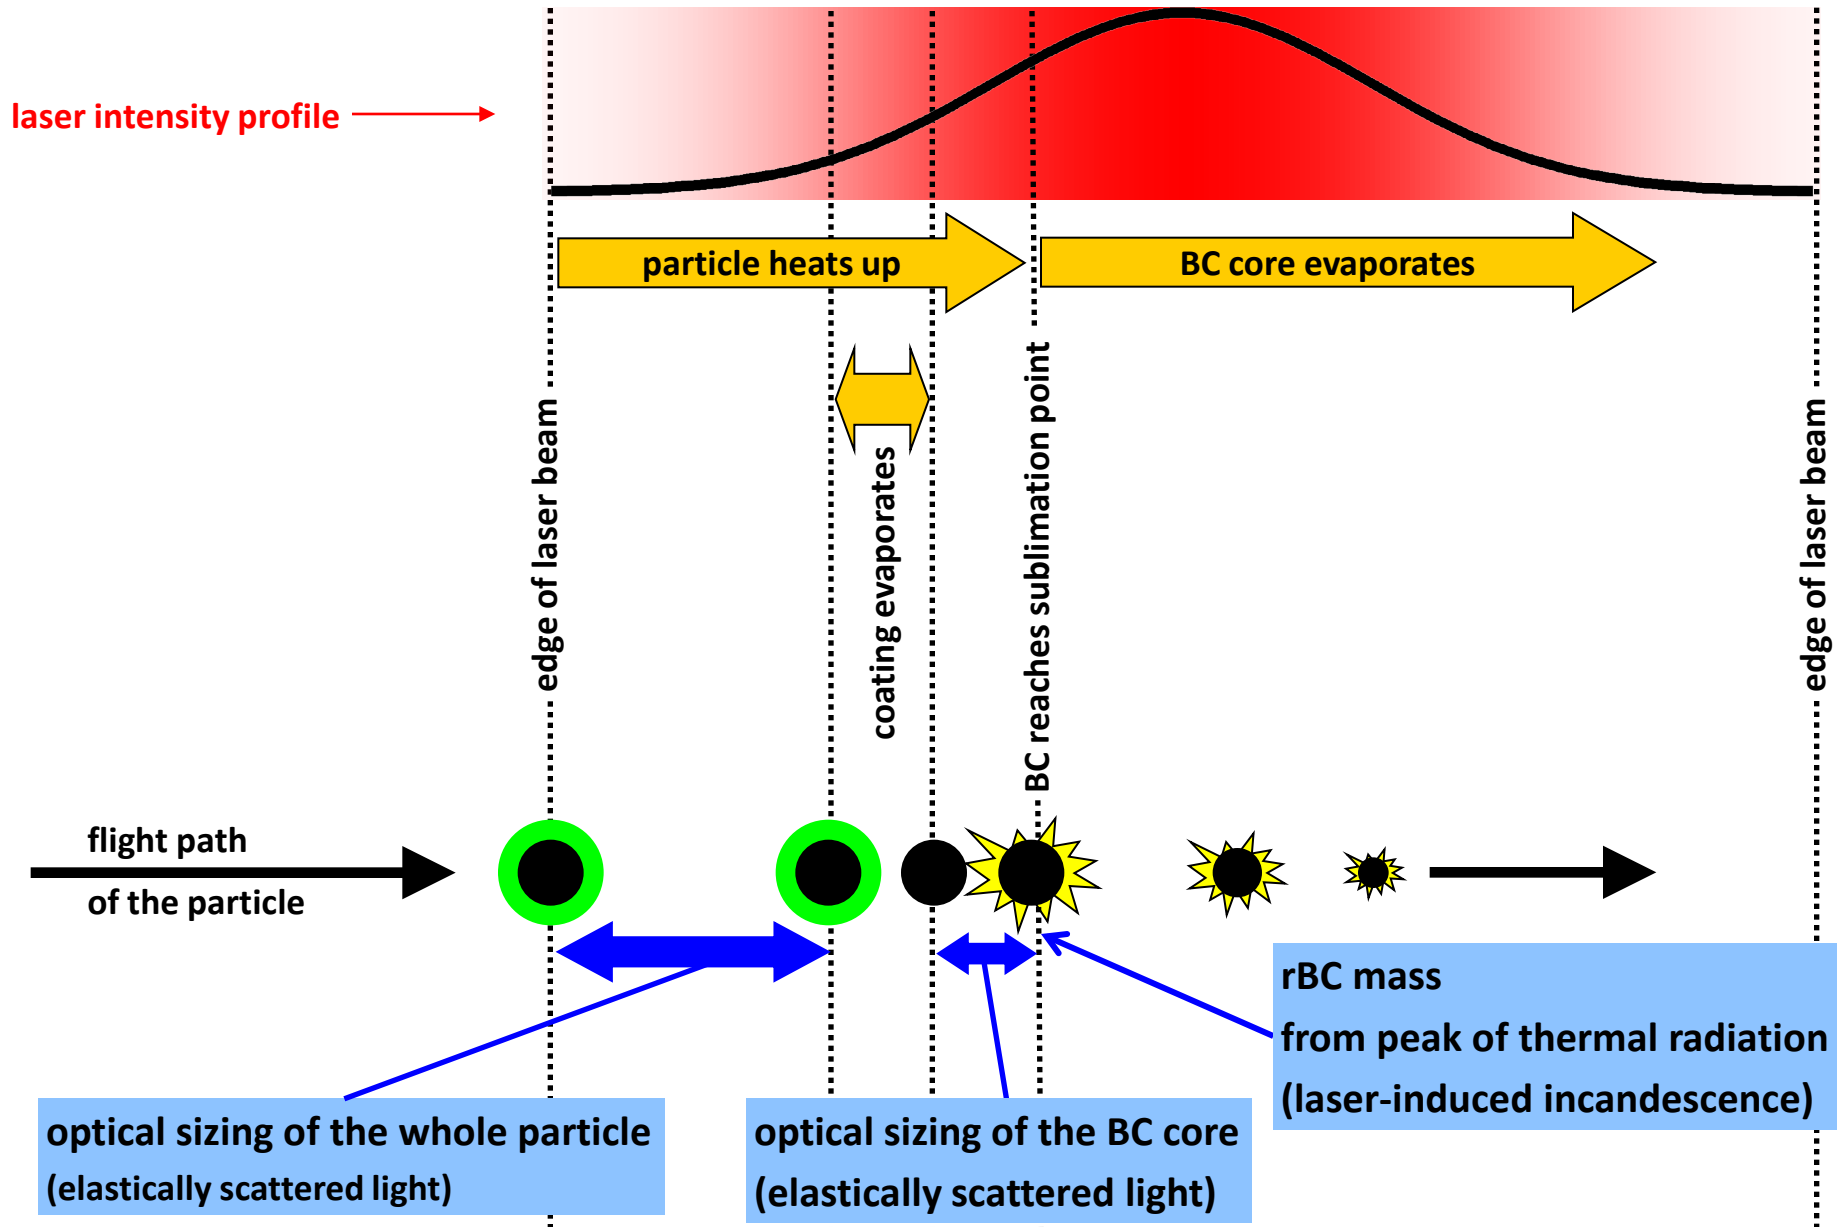 laser intensity profile
particle heats up
BC core evaporates
edge of laser beam
coating evaporates
BC reaches sublimation point
edge of laser beam
flight path
of the particle
rBC mass
from peak of thermal radiation
(laser-induced incandescence)
optical sizing of the whole particle
(elastically scattered light)
optical sizing of the BC core
(elastically scattered light)